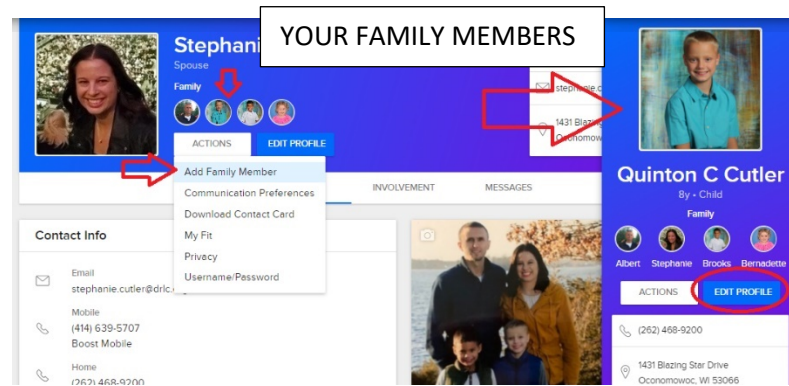 YOUR FAMILY MEMBERS
Stephani
Spouse
Family
ACTIONS
EDIT PROFILE
Add Family Member
Communication Preferences
Download Contact Card
My Fit
Privacy
Username/Password
INVOLVEMENT
MESSAGES
1431 Blazing
Oconomow
Contact Info
Email
stephanie.cutler@drlc.
Mobile
(414) 639-5707
Boost Mobile
Home
(262) 468-9200
Quinton C Cutler
8y • Child
Family
Albert Stephanie Brooks Bernadette
ACTIONS
EDIT PROFILE
(262) 468-9200
1431 Blazing Star Drive
Oconomowoc, WI 53066